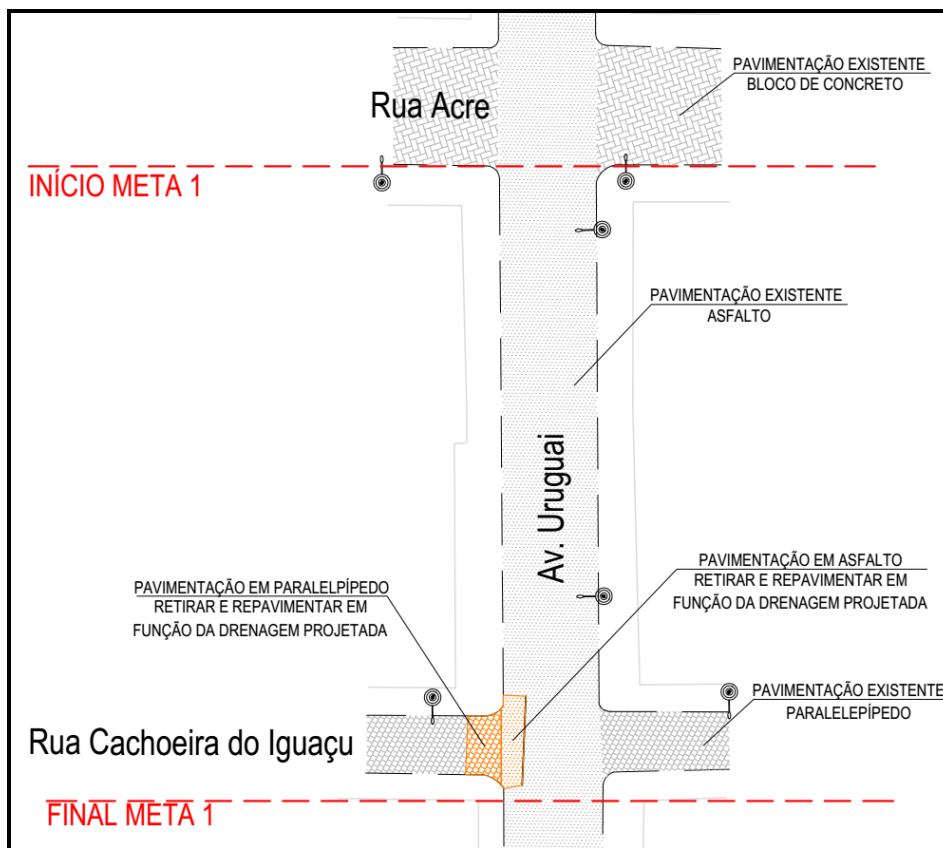 PAVIMENTAÇÃO EXISTENTE
BLOCO DE CONCRETO
Rua Acre
INÍCIO META 1
PAVIMENTAÇÃO EXISTENTE
ASFALTO
Av. Uruguai
PAVIMENTAÇÃO EM ASFALTO
RETIRAR E REPAVIMENTAR EM
FUNÇÃO DA DRENAGEM PROJETADA
PAVIMENTAÇÃO EM PARALELPÍPEDO
RETIRAR E REPAVIMENTAR EM
FUNÇÃO DA DRENAGEM PROJETADA
PAVIMENTAÇÃO EXISTENTE
PARALELEPÍPEDO
Rua Cachoeira do Iguaçu
FINAL META 1